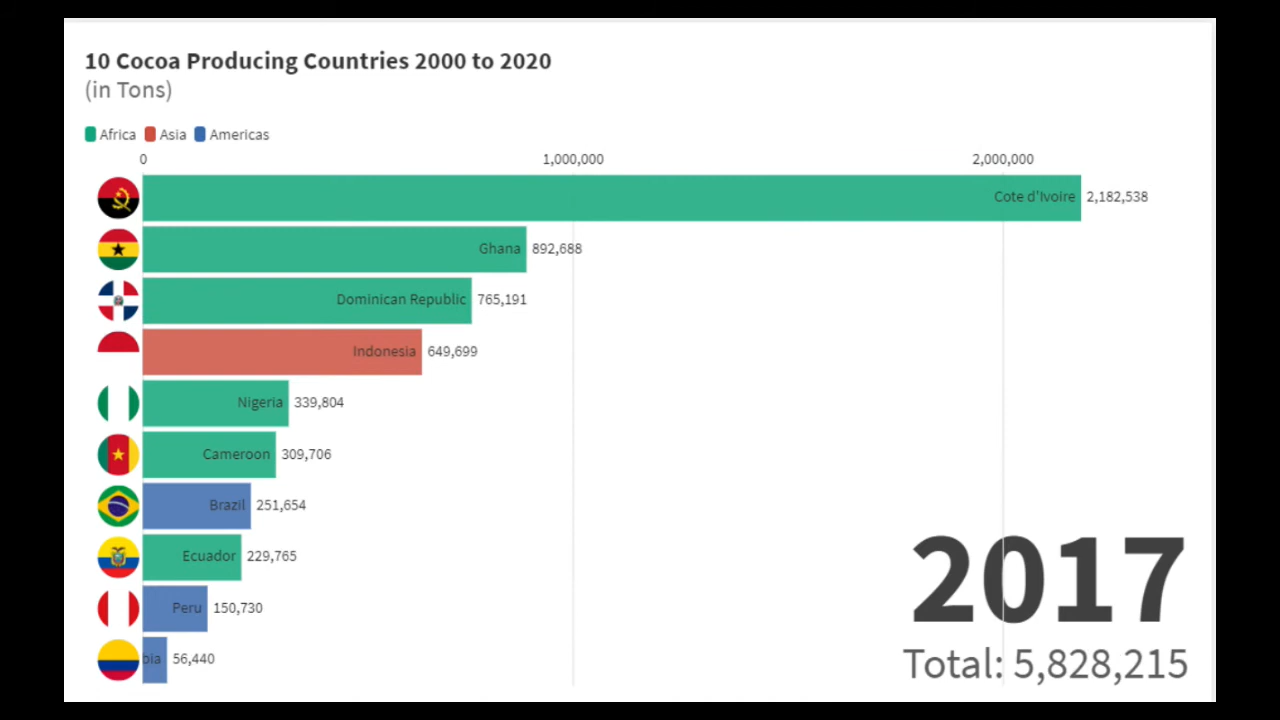 10 Cocoa Producing Countries 2000 to 2020
(in Tons)
Africa Asia Americas
0 1,000,000 2,000,000
Cote d'Ivoire 2,182,538
Ghana 892,688
Dominican Republic 765,191
Indonesia 649,699
Nigeria 339,804
Cameroon 309,706
Brazil 251,654
Ecuador 229,765
Peru 150,730
bia 56,440
2017
Total: 5,828,215